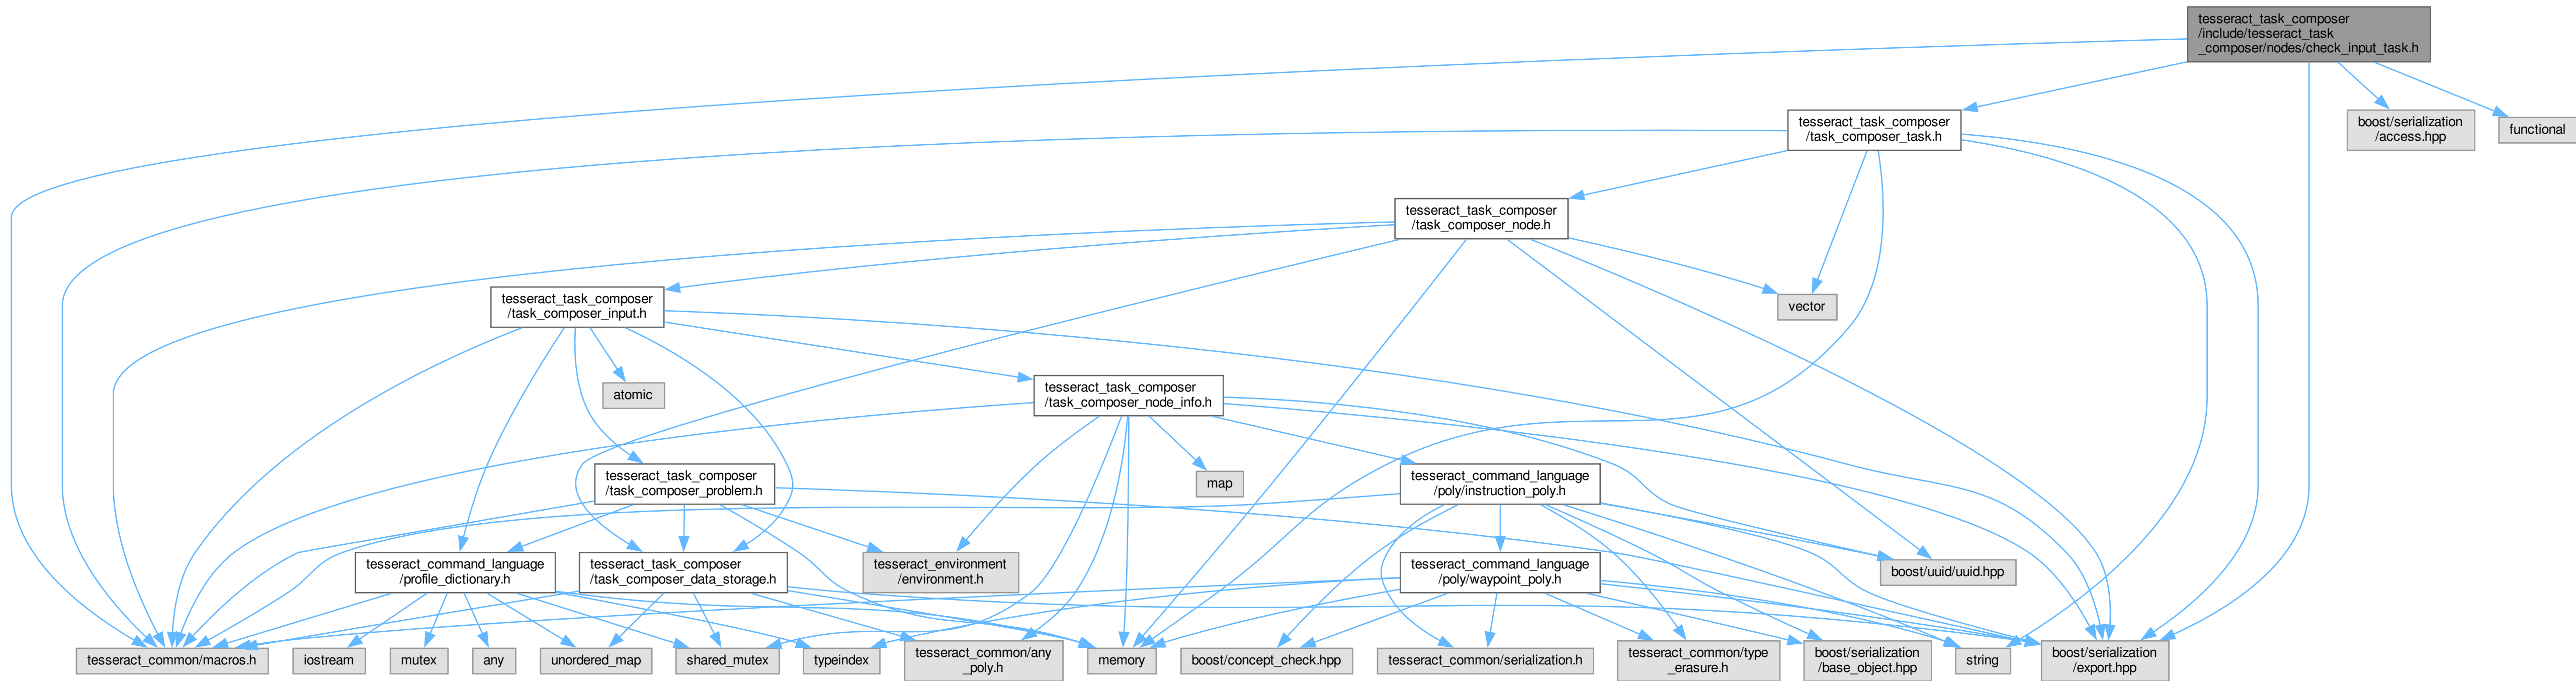 tesseract_task_composer
/include/tesseract_task
_composer/nodes/check_input_task.h
tesseract_task_composer
/task_composer_task.h
boost/serialization
/access.hpp
functional
tesseract_task_composer
/task_composer_node.h
tesseract_task_composer
/task_composer_input.h
vector
atomic
tesseract_task_composer
/task_composer_node_info.h
tesseract_task_composer
/task_composer_problem.h
map
tesseract_command_language
/poly/instruction_poly.h
tesseract_command_language
/profile_dictionary.h
tesseract_task_composer
/task_composer_data_storage.h
tesseract_environment
/environment.h
tesseract_command_language
/poly/waypoint_poly.h
boost/uuid/uuid.hpp
tesseract_common/macros.h
iostream
mutex
any
unordered_map
shared_mutex
typeindex
tesseract_common/any
_poly.h
memory
boost/concept_check.hpp
tesseract_common/serialization.h
tesseract_common/type
_erasure.h
boost/serialization
/base_object.hpp
string
boost/serialization
/export.hpp